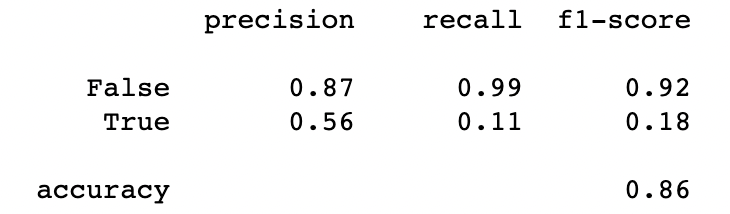 precision recall f1-score
False 0.87 0.99 0.92
True 0.56 0.11 0.18
accuracy 0.86